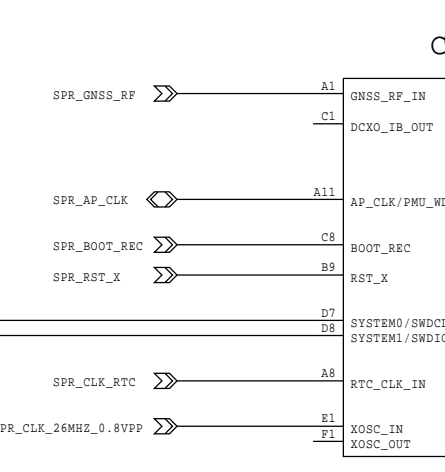 SPR_GNSS_RF A1 GNSS_RF_IN
C1 DCXO_IB_OUT
SPR_AP_CLK A11 AP_CLK/PMU_WD
SPR_BOOT_REC C8 BOOT_REC
SPR_RST_X B9 RST_X
D7 SYSTEM0/SWDCL
D8 SYSTEM1/SWDIO
SPR_CLK_RTC A8 RTC_CLK_IN
PR_CLK_26MHZ_0.8VPP E1 XOSC_IN
F1 XOSC_OUT